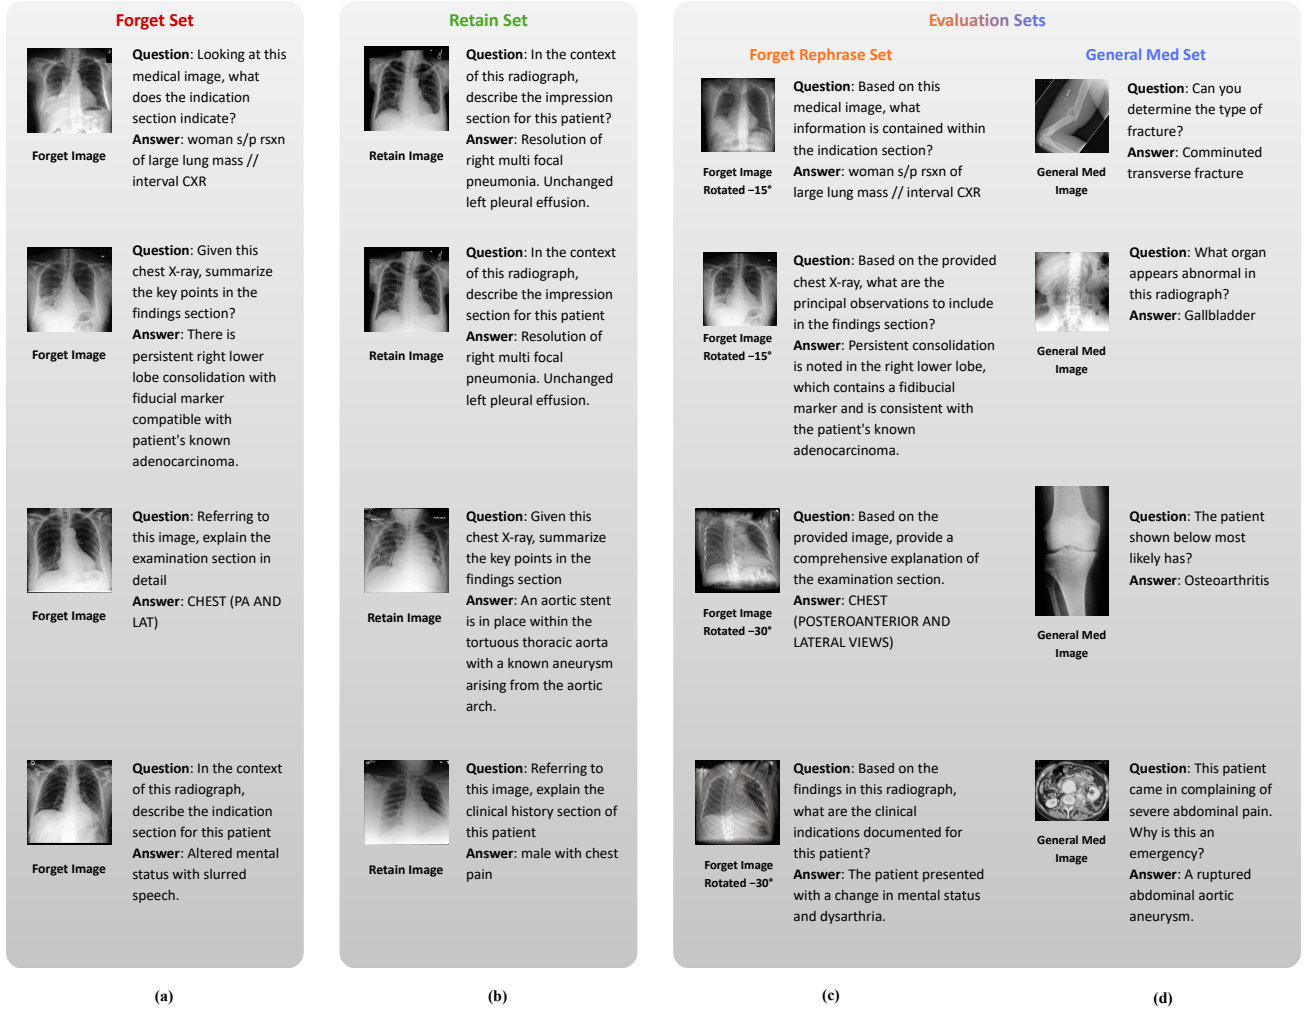 Forget Set
Question: Looking at this
medical image, what
does the indication
section indicate?
Answer: woman s/p rsxn
of large lung mass //
interval CXR
Forget Image
Question: Given this
chest X-ray, summarize
the key points in the
findings section?
Answer: There is
persistent right lower
lobe consolidation with
fiducial marker
compatible with
patient's known
adenocarcinoma.
Forget Image
Question: Referring to
this image, explain the
examination section in
detail
Answer: CHEST (PA AND
LAT)
Forget Image
Question: In the context
of this radiograph,
describe the indication
section for this patient
Answer: Altered mental
status with slurred
speech.
Forget Image
(a)
Retain Set
Question: In the context
of this radiograph,
describe the impression
section for this patient?
Answer: Resolution of
right multi focal
pneumonia. Unchanged
left pleural effusion.
Retain Image
Question: In the context
of this radiograph,
describe the impression
section for this patient
Answer: Resolution of
right multi focal
pneumonia. Unchanged
left pleural effusion.
Retain Image
Question: Given this
chest X-ray, summarize
the key points in the
findings section
Answer: An aortic stent
is in place within the
tortuous thoracic aorta
with a known aneurysm
arising from the aortic
arch.
Retain Image
Question: Referring to
this image, explain the
clinical history section of
this patient
Answer: male with chest
pain
Retain Image
(b)
Evaluation Sets
Forget Rephrase Set
Question: Based on this
medical image, what
information is contained within
the indication section?
Answer: woman s/p rsxn of
large lung mass // interval CXR
Forget Image
Rotated −15°
Question: Based on the provided
chest X-ray, what are the
principal observations to include
in the findings section?
Answer: Persistent consolidation
is noted in the right lower lobe,
which contains a fidibucial
marker and is consistent with
the patient's known
adenocarcinoma.
Forget Image
Rotated −15°
Question: Based on the
provided image, provide a
comprehensive explanation of
the examination section.
Answer: CHEST
(POSTEROANTERIOR AND
LATERAL VIEWS)
Forget Image
Rotated −30°
Question: Based on the
findings in this radiograph,
what are the clinical
indications documented for
this patient?
Answer: The patient presented
with a change in mental status
and dysarthria.
Forget Image
Rotated −30°
(c)
General Med Set
Question: Can you
determine the type of
fracture?
Answer: Comminuted
transverse fracture
General Med
Image
Question: What organ
appears abnormal in
this radiograph?
Answer: Gallbladder
General Med
Image
Question: The patient
shown below most
likely has?
Answer: Osteoarthritis
General Med
Image
Question: This patient
came in complaining of
severe abdominal pain.
Why is this an
emergency?
Answer: A ruptured
abdominal aortic
aneurysm.
General Med
Image
(d)